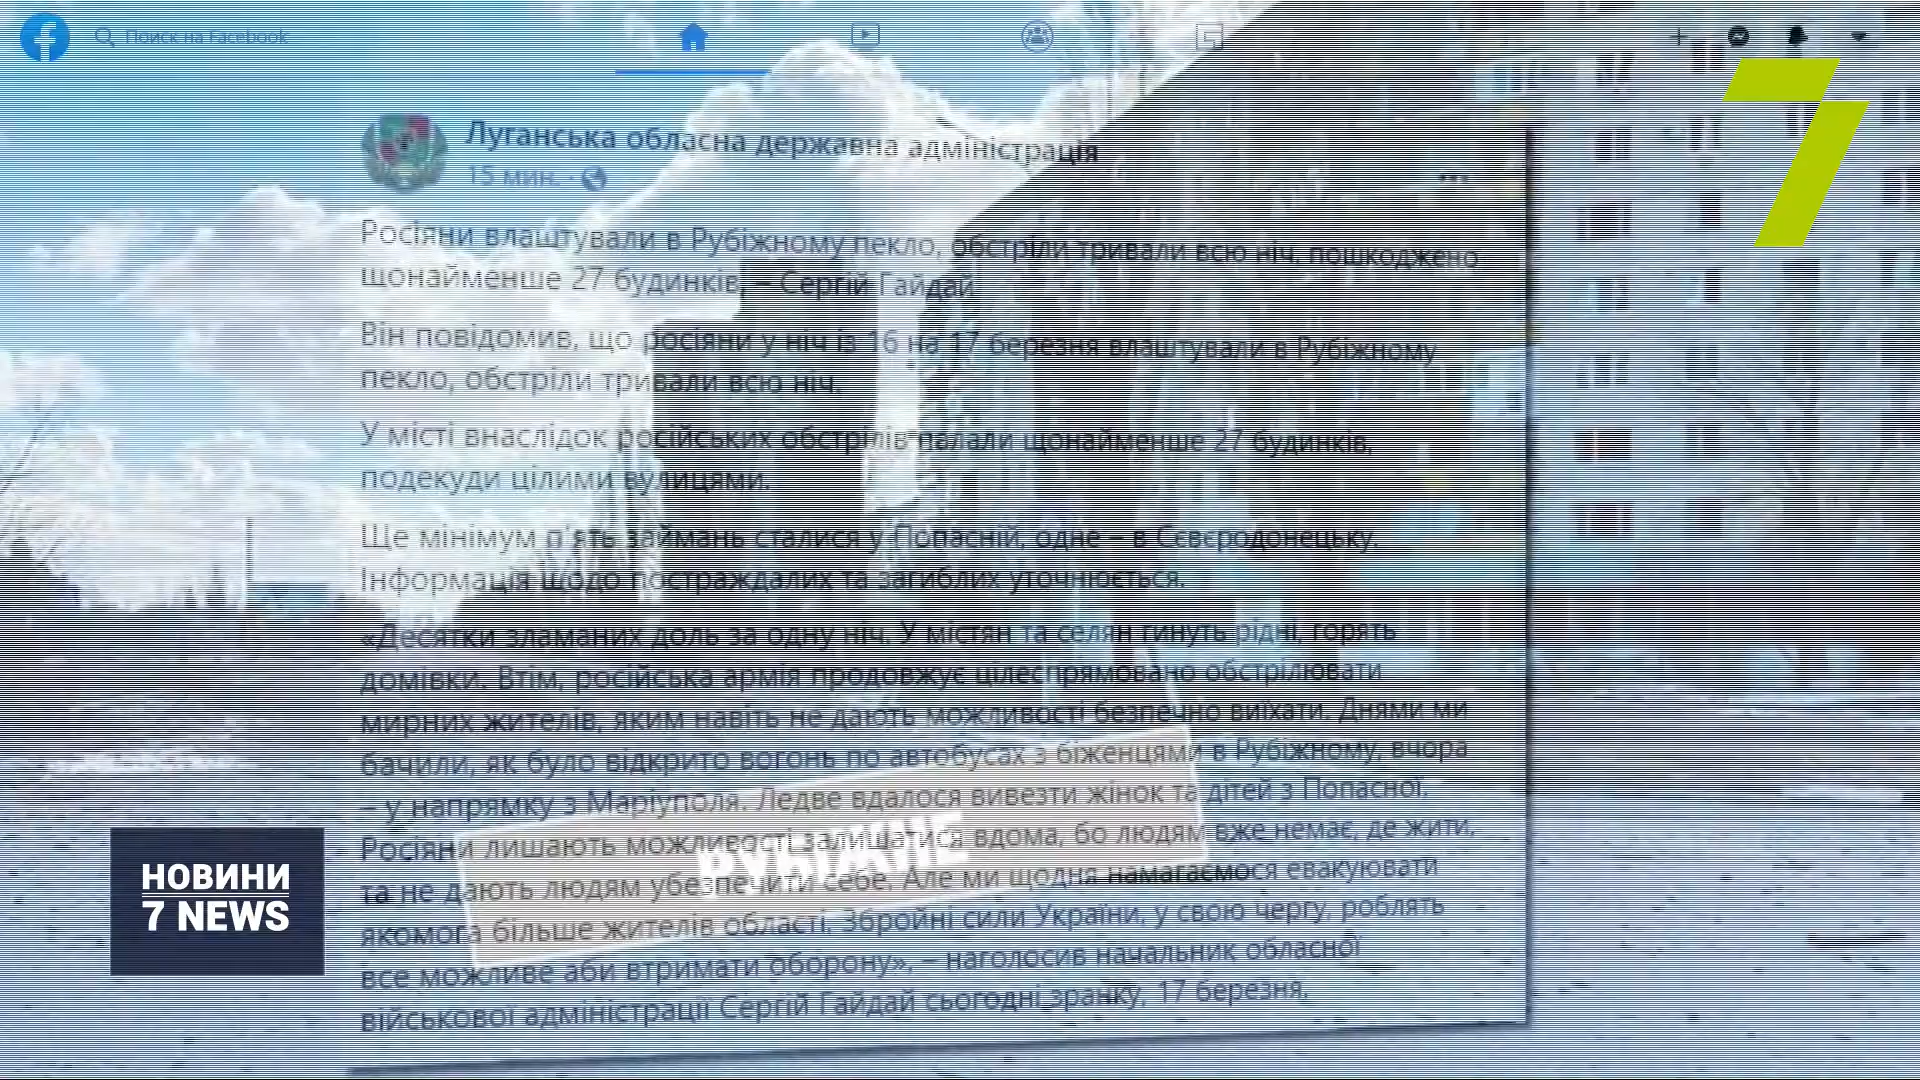 Поиск на Facebook
Луганська обласна державна адміністрація
15 мин. ·
Росіяни влаштували в Рубіжному пекло, обстріли тривали всю ніч, пошкоджено
щонайменше 27 будинків, – Сергій Гайдай
Він повідомив, що росіяни у ніч із 16 на 17 березня влаштували в Рубіжному
пекло, обстріли тривали всю ніч.
У місті внаслідок російських обстрілів палали щонайменше 27 будинків,
подекуди цілими вулицями.
Ще мінімум п'ять займань сталися у Попасній, одне – в Сєвєродонецьку.
Інформація щодо постраждалих та загиблих уточнюється.
«Десятки зламаних доль за одну ніч. У містян та селян гинуть рідні, горять
домівки. Втім, російська армія продовжує цілеспрямовано обстрілювати
мирних жителів, яким навіть не дають можливості безпечно виїхати. Днями ми
бачили, як було відкрито вогонь по автобусах з біженцями в Рубіжному, вчора
– у напрямку з Маріуполя. Ледве вдалося вивезти жінок та дітей з Попасної.
Росіяни лишають можливості залишатися вдома, бо людям вже немає, де жити,
та не дають людям убезпечити себе. Але ми щодня намагаємося евакуювати
якомога більше жителів області. Збройні сили України, у свою чергу, роблять
все можливе аби втримати оборону», – наголосив начальник обласної
військової адміністрації Сергій Гайдай сьогодні зранку, 17 березня.
НОВИНИ
7 NEWS
7